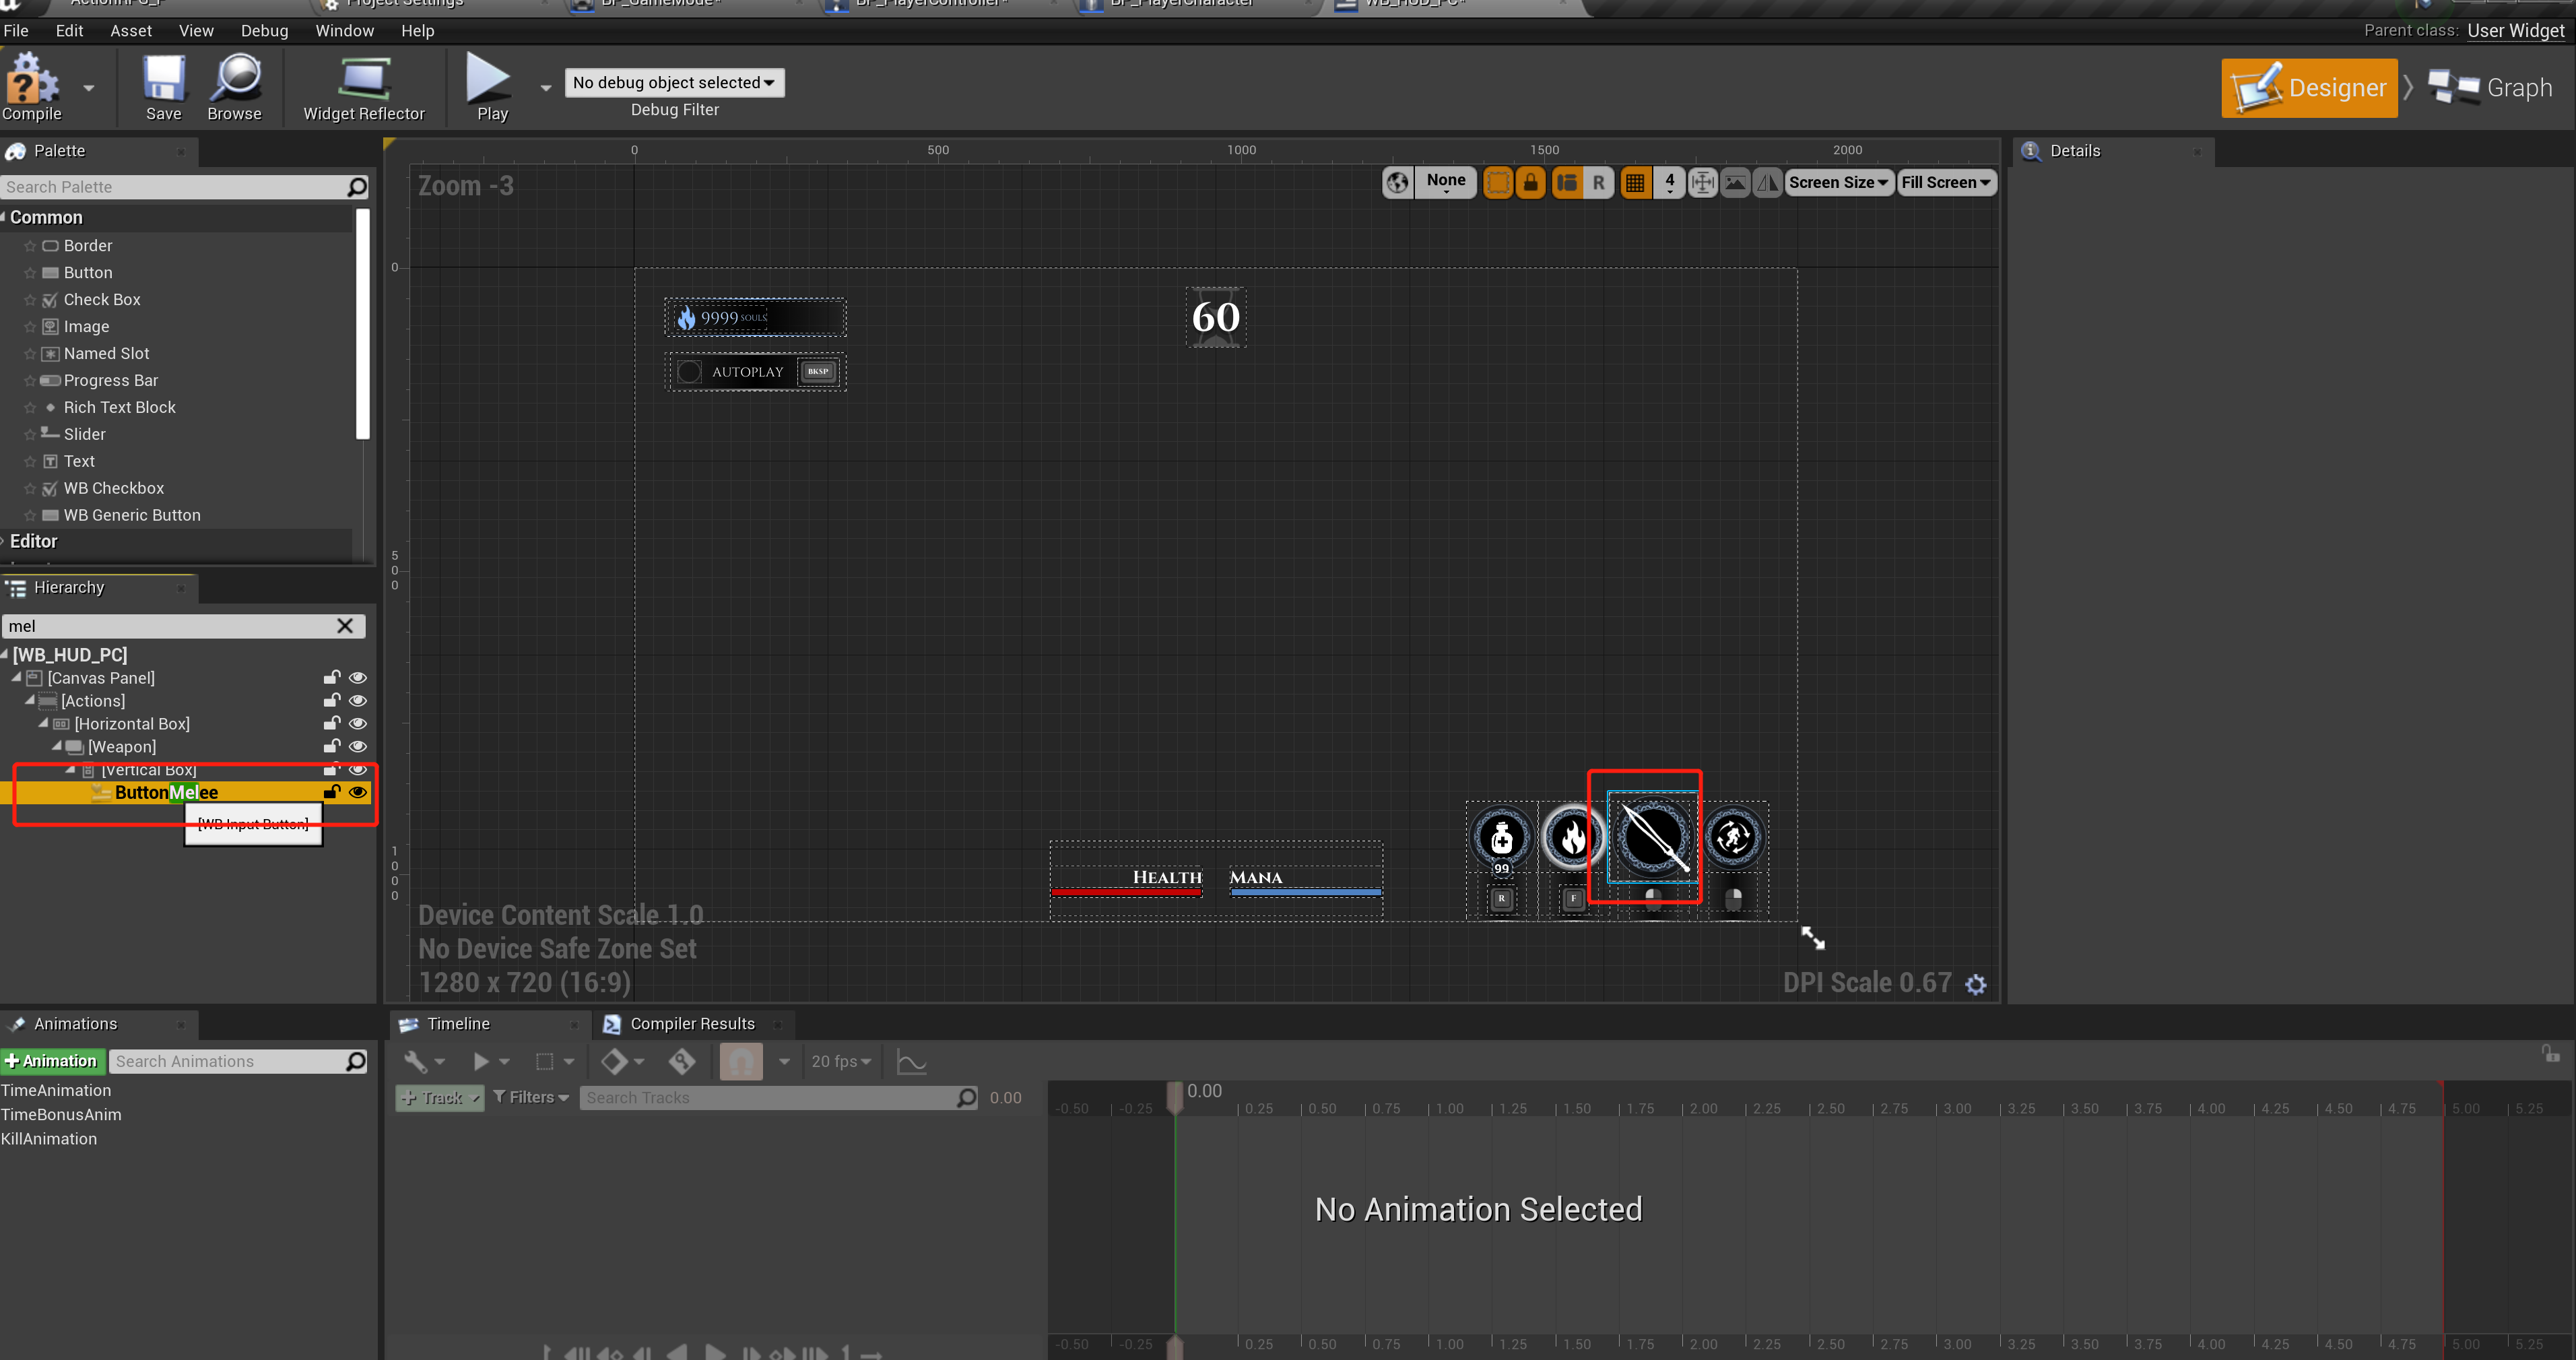 Project Settings
BP_GameMode*
BP_PlayerController*
BP_PlayerCharacter
WB_HUD_PC*
File Edit Asset View Debug Window Help
Parent class: User Widget
Compile
Save
Browse
Widget Reflector
Play
No debug object selected
Debug Filter
Designer
Graph
Palette
Search Palette
Common
Border
Button
Check Box
Image
Named Slot
Progress Bar
Rich Text Block
Slider
Text
WB Checkbox
WB Generic Button
Editor
Hierarchy
mel
[WB_HUD_PC]
[Canvas Panel]
[Actions]
[Horizontal Box]
[Weapon]
[Vertical Box]
ButtonMelee
[WB Input Button]
0 500 1000 1500 2000
Zoom -3
None
R
4
Screen Size
Fill Screen
0
500
1000
9999 SOULS
60
AUTOPLAY
BKSP
HEALTH
MANA
99
R
F
Device Content Scale 1.0
No Device Safe Zone Set
1280 x 720 (16:9)
DPI Scale 0.67
Details
Animations
+ Animation
Search Animations
TimeAnimation
TimeBonusAnim
KillAnimation
Timeline
Compiler Results
20 fps
+ Track
Filters
Search Tracks
0.00
0.00
-0.50 -0.25 0.25 0.50 0.75 1.00 1.25 1.50 1.75 2.00 2.25 2.50 2.75 3.00 3.25 3.50 3.75 4.00 4.25 4.50 4.75 5.00 5.25
No Animation Selected
-0.50 -0.25 0.25 0.50 0.75 1.00 1.25 1.50 1.75 2.00 2.25 2.50 2.75 3.00 3.25 3.50 3.75 4.00 4.25 4.50 4.75 5.00 5.25